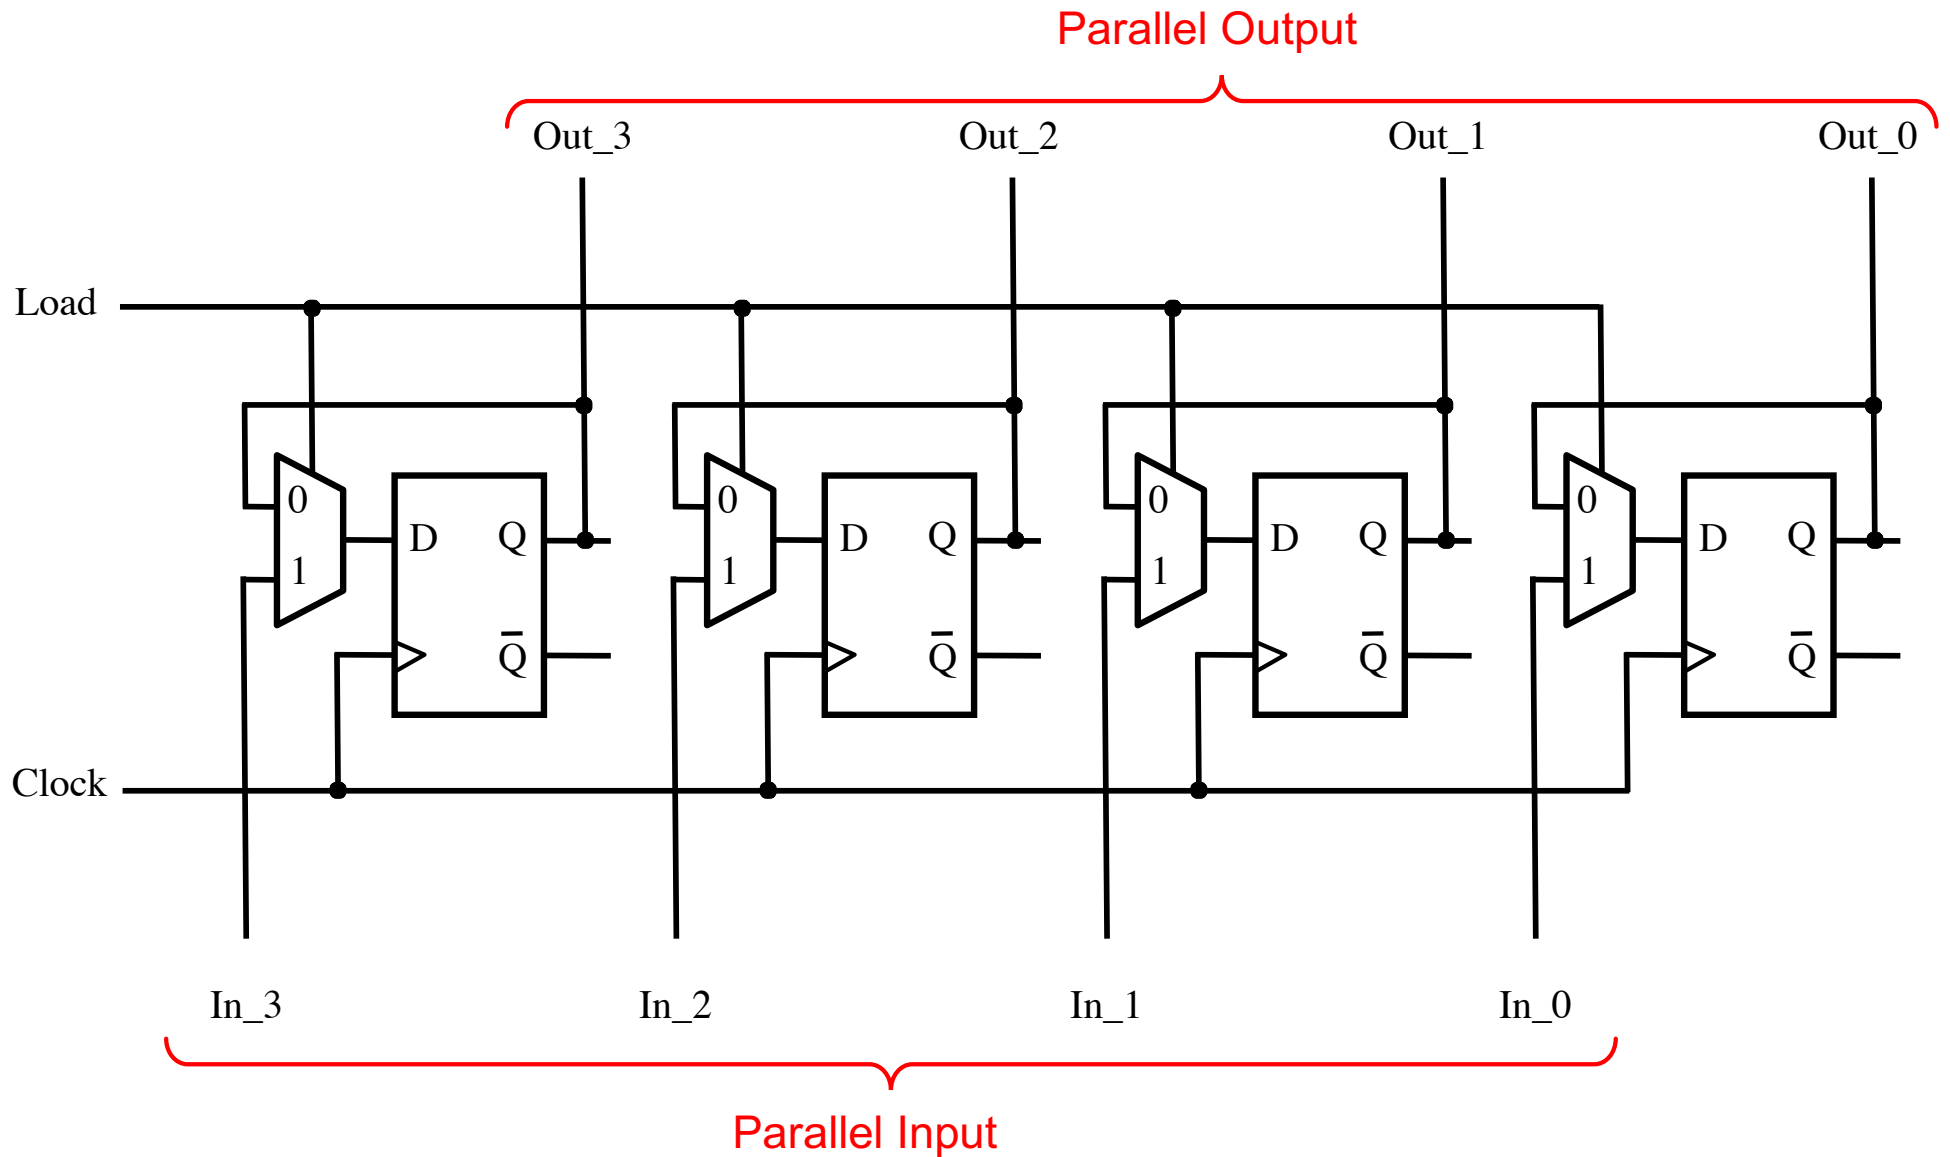 Parallel Output
Out_3 Out_2 Out_1 Out_0
Load
0 0 0 0
D Q D Q D Q D Q
1 1 1 1
Q̅ Q̅ Q̅ Q̅
Clock
In_3 In_2 In_1 In_0
Parallel Input